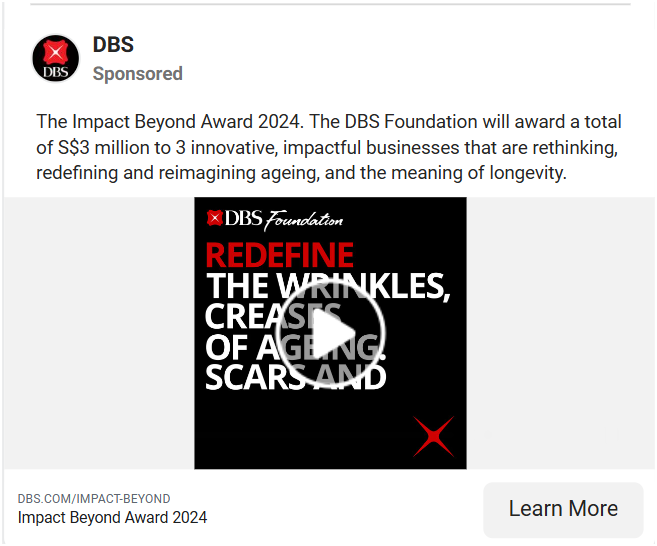 DBS
Sponsored
DBS
The Impact Beyond Award 2024. The DBS Foundation will award a total
of S$3 million to 3 innovative, impactful businesses that are rethinking,
redefining and reimagining ageing, and the meaning of longevity.
DBS Foundation
REDEFINE
THE WRINKLES,
CREASES
OF AGEING.
SCARS AND
DBS.COM/IMPACT-BEYOND
Impact Beyond Award 2024
Learn More